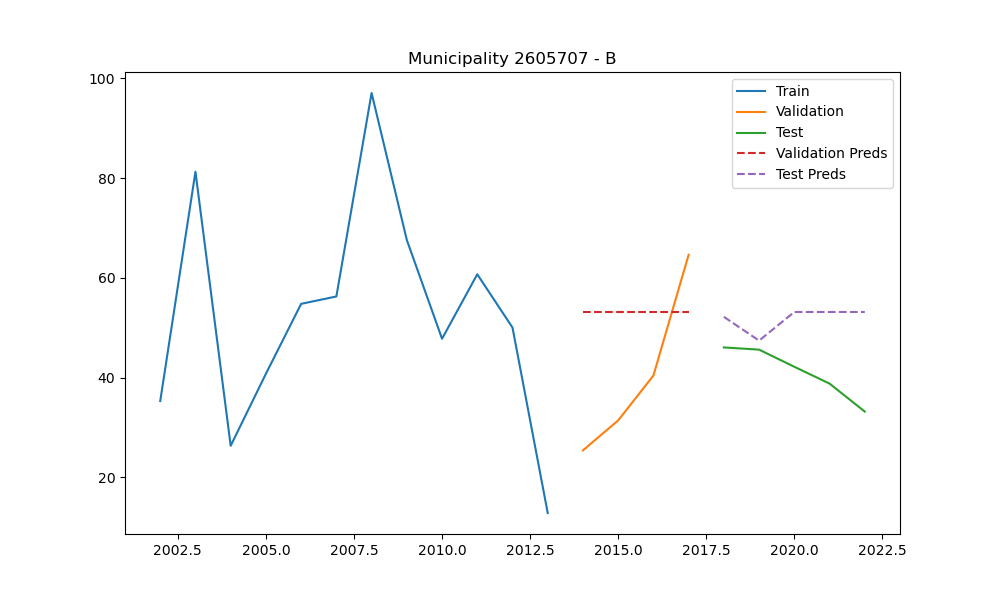 Municipality 2605707 - B
100
80
60
40
20
2002.5 2005.0 2007.5 2010.0 2012.5 2015.0 2017.5 2020.0 2022.5
Train
Validation
Test
Validation Preds
Test Preds